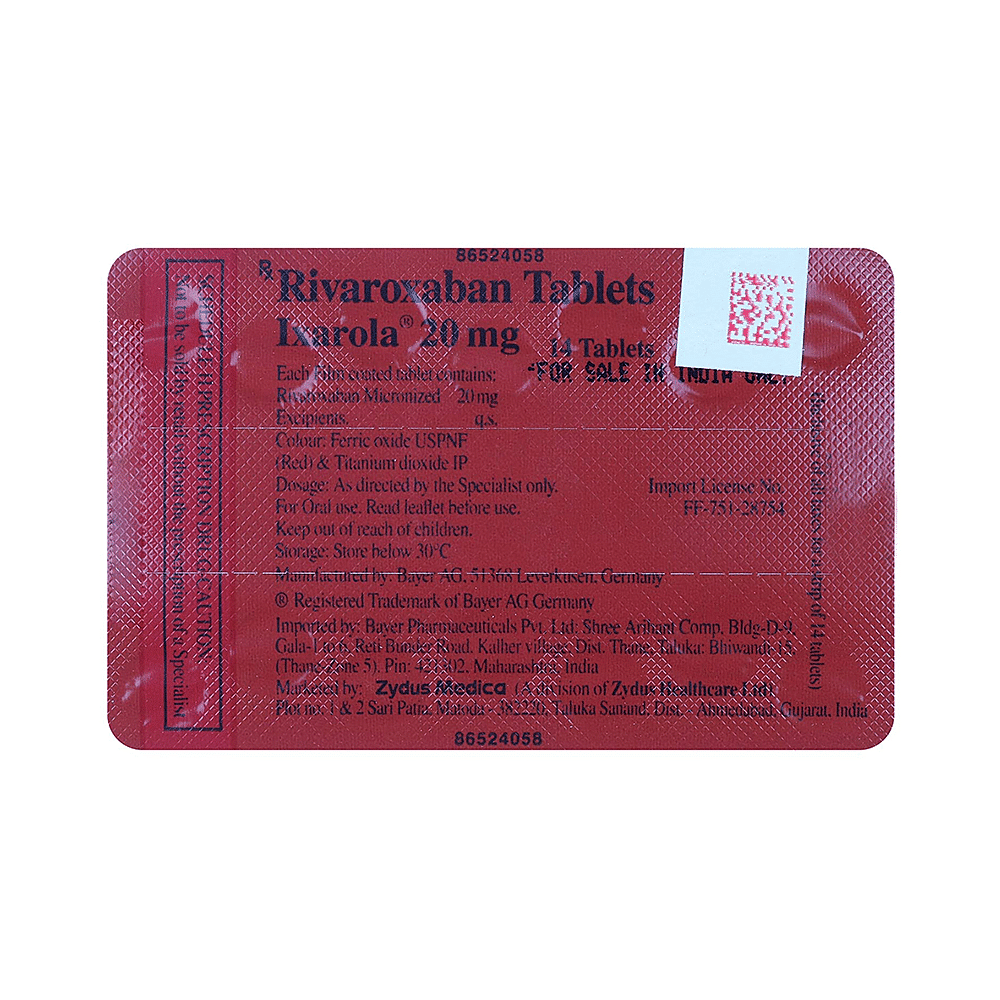 86524058
℞ Rivaroxaban Tablets
Ixarola® 20 mg
14 Tablets
*FOR SALE IN INDIA ONLY
Each film coated tablet contains:
Rivaroxaban Micronized 20 mg
Excipients. q.s.
Colour: Ferric oxide USPNF
(Red) & Titanium dioxide IP
Dosage: As directed by the Specialist only.
For Oral use. Read leaflet before use.
Keep out of reach of children.
Storage: Store below 30°C
Import License No.
FF-751-28754
Manufactured by: Bayer AG, 51368 Leverkusen, Germany
® Registered Trademark of Bayer AG Germany
Imported by: Bayer Pharmaceuticals Pvt. Ltd: Shree Arihant Comp, Bldg-D-9,
Gala-1 to 6, Reti Bunder Road, Kalher village; Dist. Thane, Taluka: Bhiwandi-15,
(Thane Zone 5), Pin: 421302, Maharashtra, India
Marketed by: Zydus Medica (A division of Zydus Healthcare Ltd)
Plot no: 1 & 2 Sari Patia, Matoda – 382220, Taluka Sanand, Dist. - Ahmedabad, Gujarat, India
86524058
SCHEDULE H PRESCRIPTION DRUG-CAUTION
Not to be sold by retail without the prescription of a Specialist
for a strip of 14 tablets)